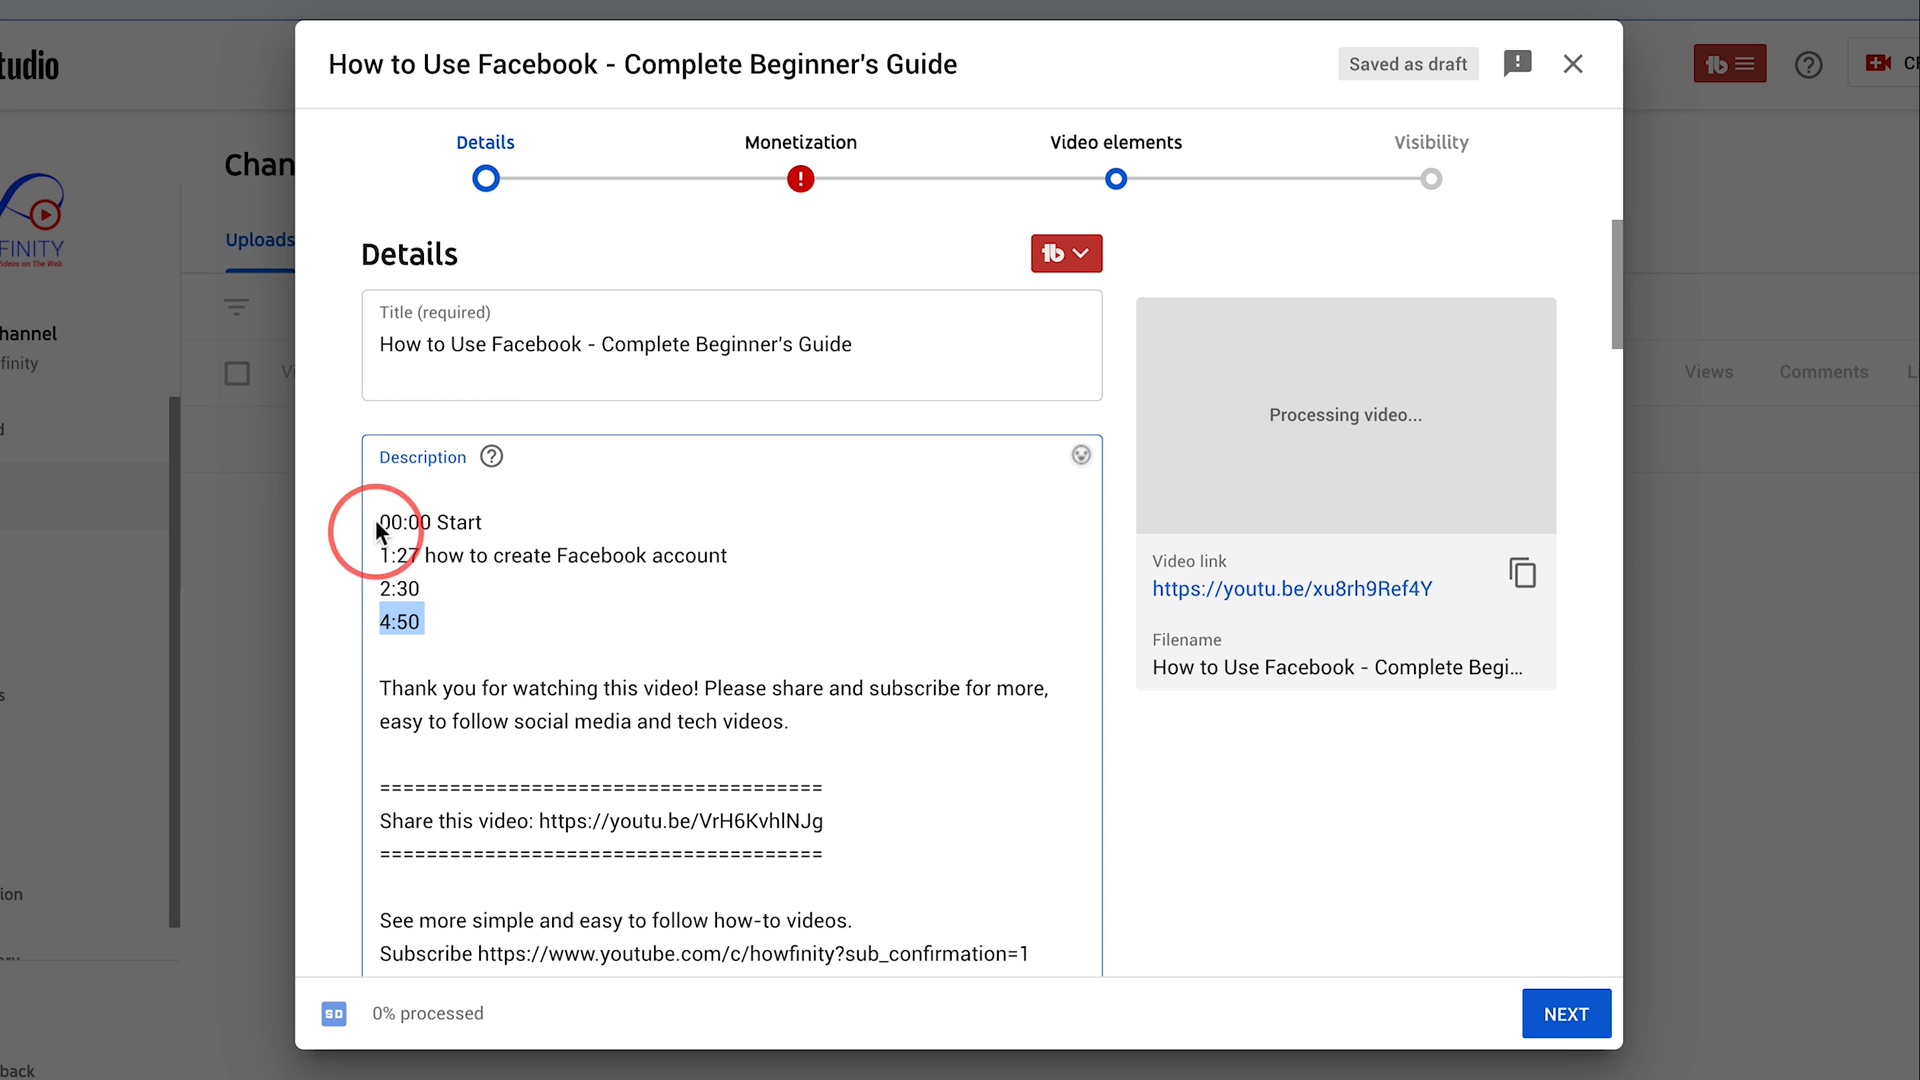 tudio
How to Use Facebook - Complete Beginner's Guide
Saved as draft
Details
Monetization
Video elements
Visibility
Chan
Uploads
FINITY
Videos on The Web
hannel
finity
Details
Title (required)
How to Use Facebook - Complete Beginner's Guide
Processing video...
Views
Comments
Description
00:00 Start
1:27 how to create Facebook account
2:30
4:50
Thank you for watching this video! Please share and subscribe for more,
easy to follow social media and tech videos.
======================================
Share this video: https://youtu.be/VrH6KvhlNJg
======================================
See more simple and easy to follow how-to videos.
Subscribe https://www.youtube.com/c/howfinity?sub_confirmation=1
Video link
https://youtu.be/xu8rh9Ref4Y
Filename
How to Use Facebook - Complete Begi...
ion
back
SD
0% processed
NEXT